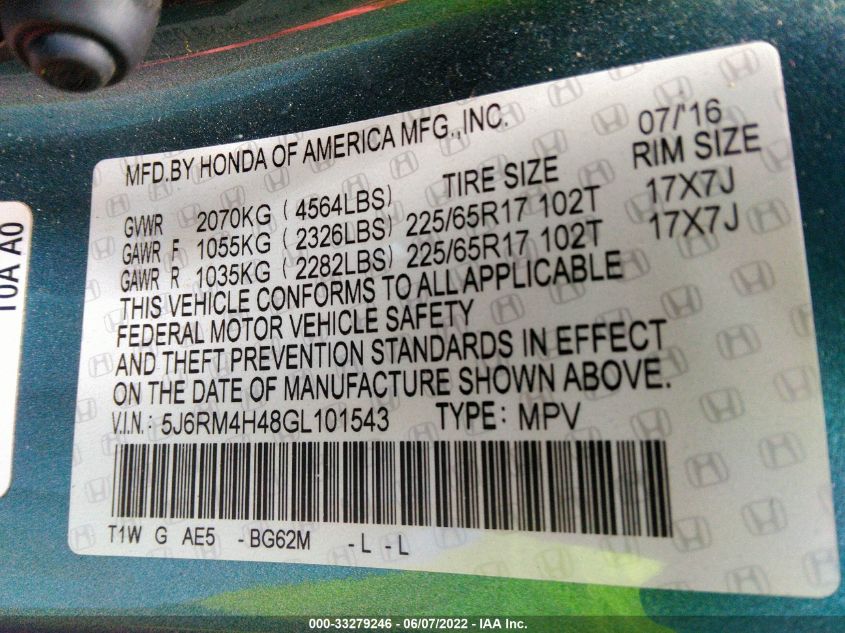 MFD.BY HONDA OF AMERICA MFG.,INC. 07/'16
TIRE SIZE RIM SIZE
GVWR 2070KG (4564LBS)
GAWR F 1055KG (2326LBS) 225/65R17 102T 17X7J
GAWR R 1035KG (2282LBS) 225/65R17 102T 17X7J
THIS VEHICLE CONFORMS TO ALL APPLICABLE
FEDERAL MOTOR VEHICLE SAFETY
AND THEFT PREVENTION STANDARDS IN EFFECT
ON THE DATE OF MANUFACTURE SHOWN ABOVE.
V.I.N.: 5J6RM4H48GL101543 TYPE: MPV
T1W G AE5 -BG62M -L -L
10A A0
000-33279246 - 06/07/2022 - IAA Inc.